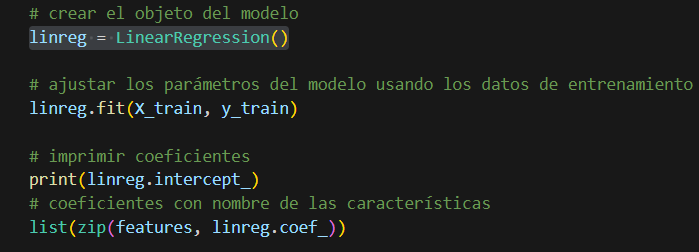 # crear el objeto del modelo
linreg = LinearRegression()
# ajustar los parámetros del modelo usando los datos de entrenamiento
linreg.fit(X_train, y_train)
# imprimir coeficientes
print(linreg.intercept_)
# coeficientes con nombre de las características
list(zip(features, linreg.coef_))